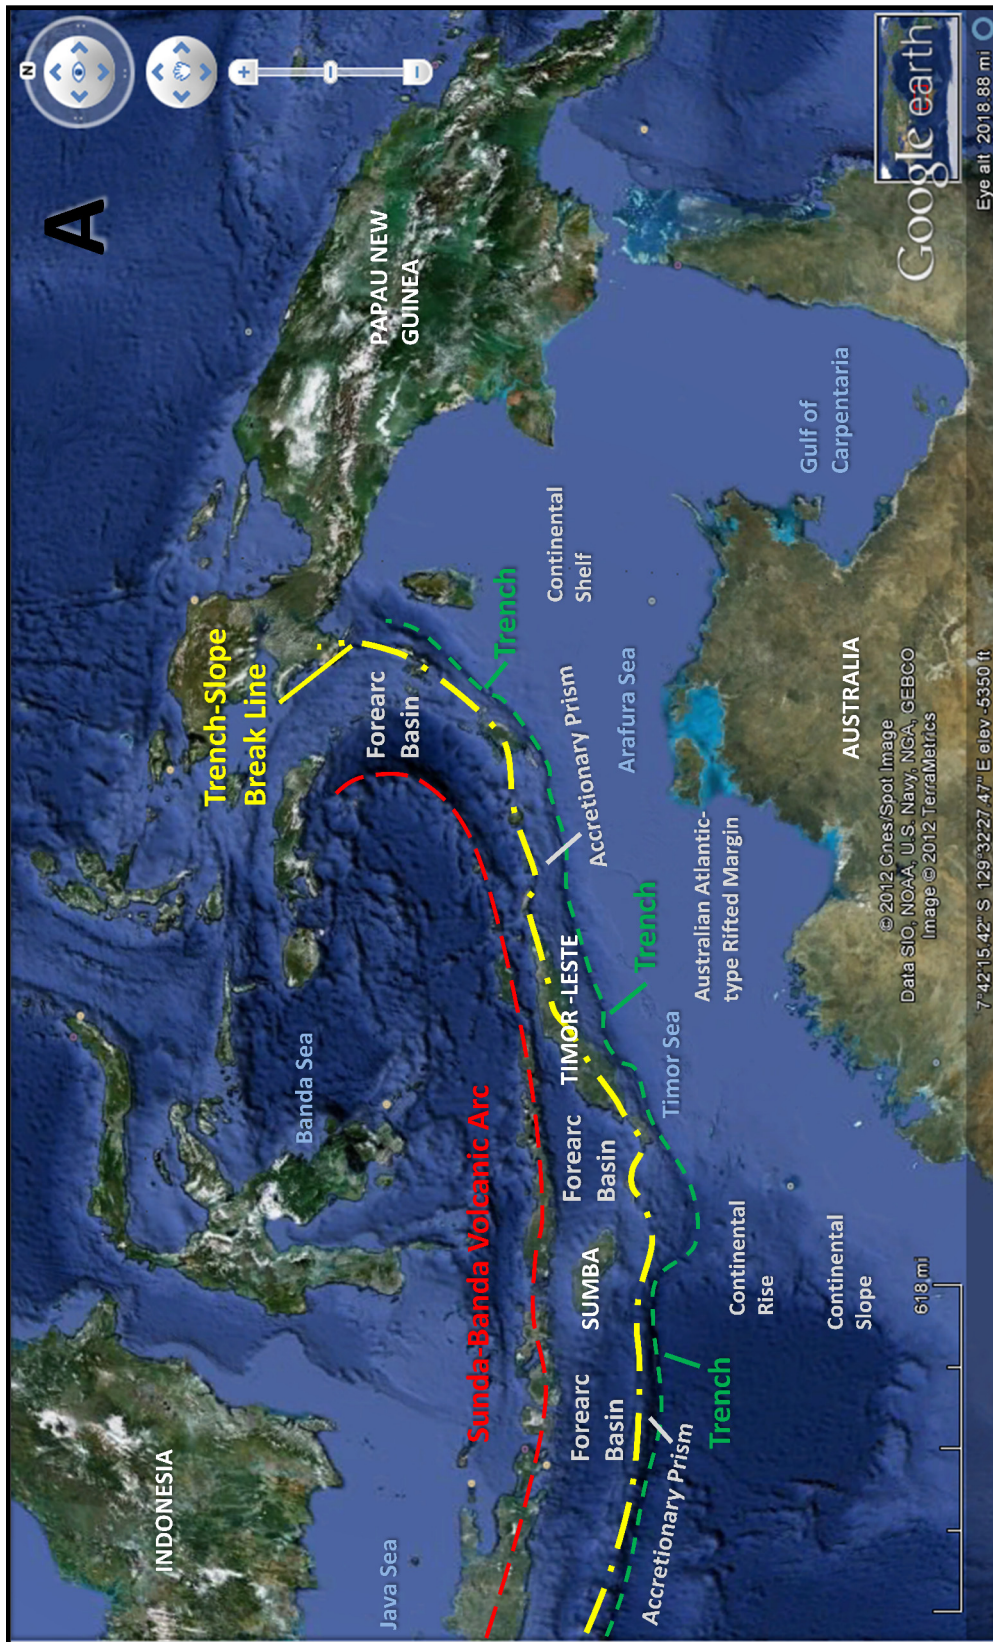 A
N
INDONESIA
Java Sea
Banda Sea
Sunda-Banda Volcanic Arc
Trench-Slope
Break Line
PAPAU NEW
GUINEA
Forearc
Basin
Forearc
Basin
Forearc
Basin
SUMBA
TIMOR -LESTE
Accretionary Prism
Trench
Accretionary Prism
Trench
Trench
Continental
Shelf
Arafura Sea
Timor Sea
Continental
Rise
Continental
Slope
Australian Atlantic-
type Rifted Margin
Gulf of
Carpentaria
AUSTRALIA
618 mi
© 2012 Cnes/Spot Image
Data SIO, NOAA, U.S. Navy, NGA, GEBCO
Image © 2012 TerraMetrics
Google earth
7°42'15.42" S 129°32'27.47" E elev -5350 ft
Eye alt 2018.88 mi